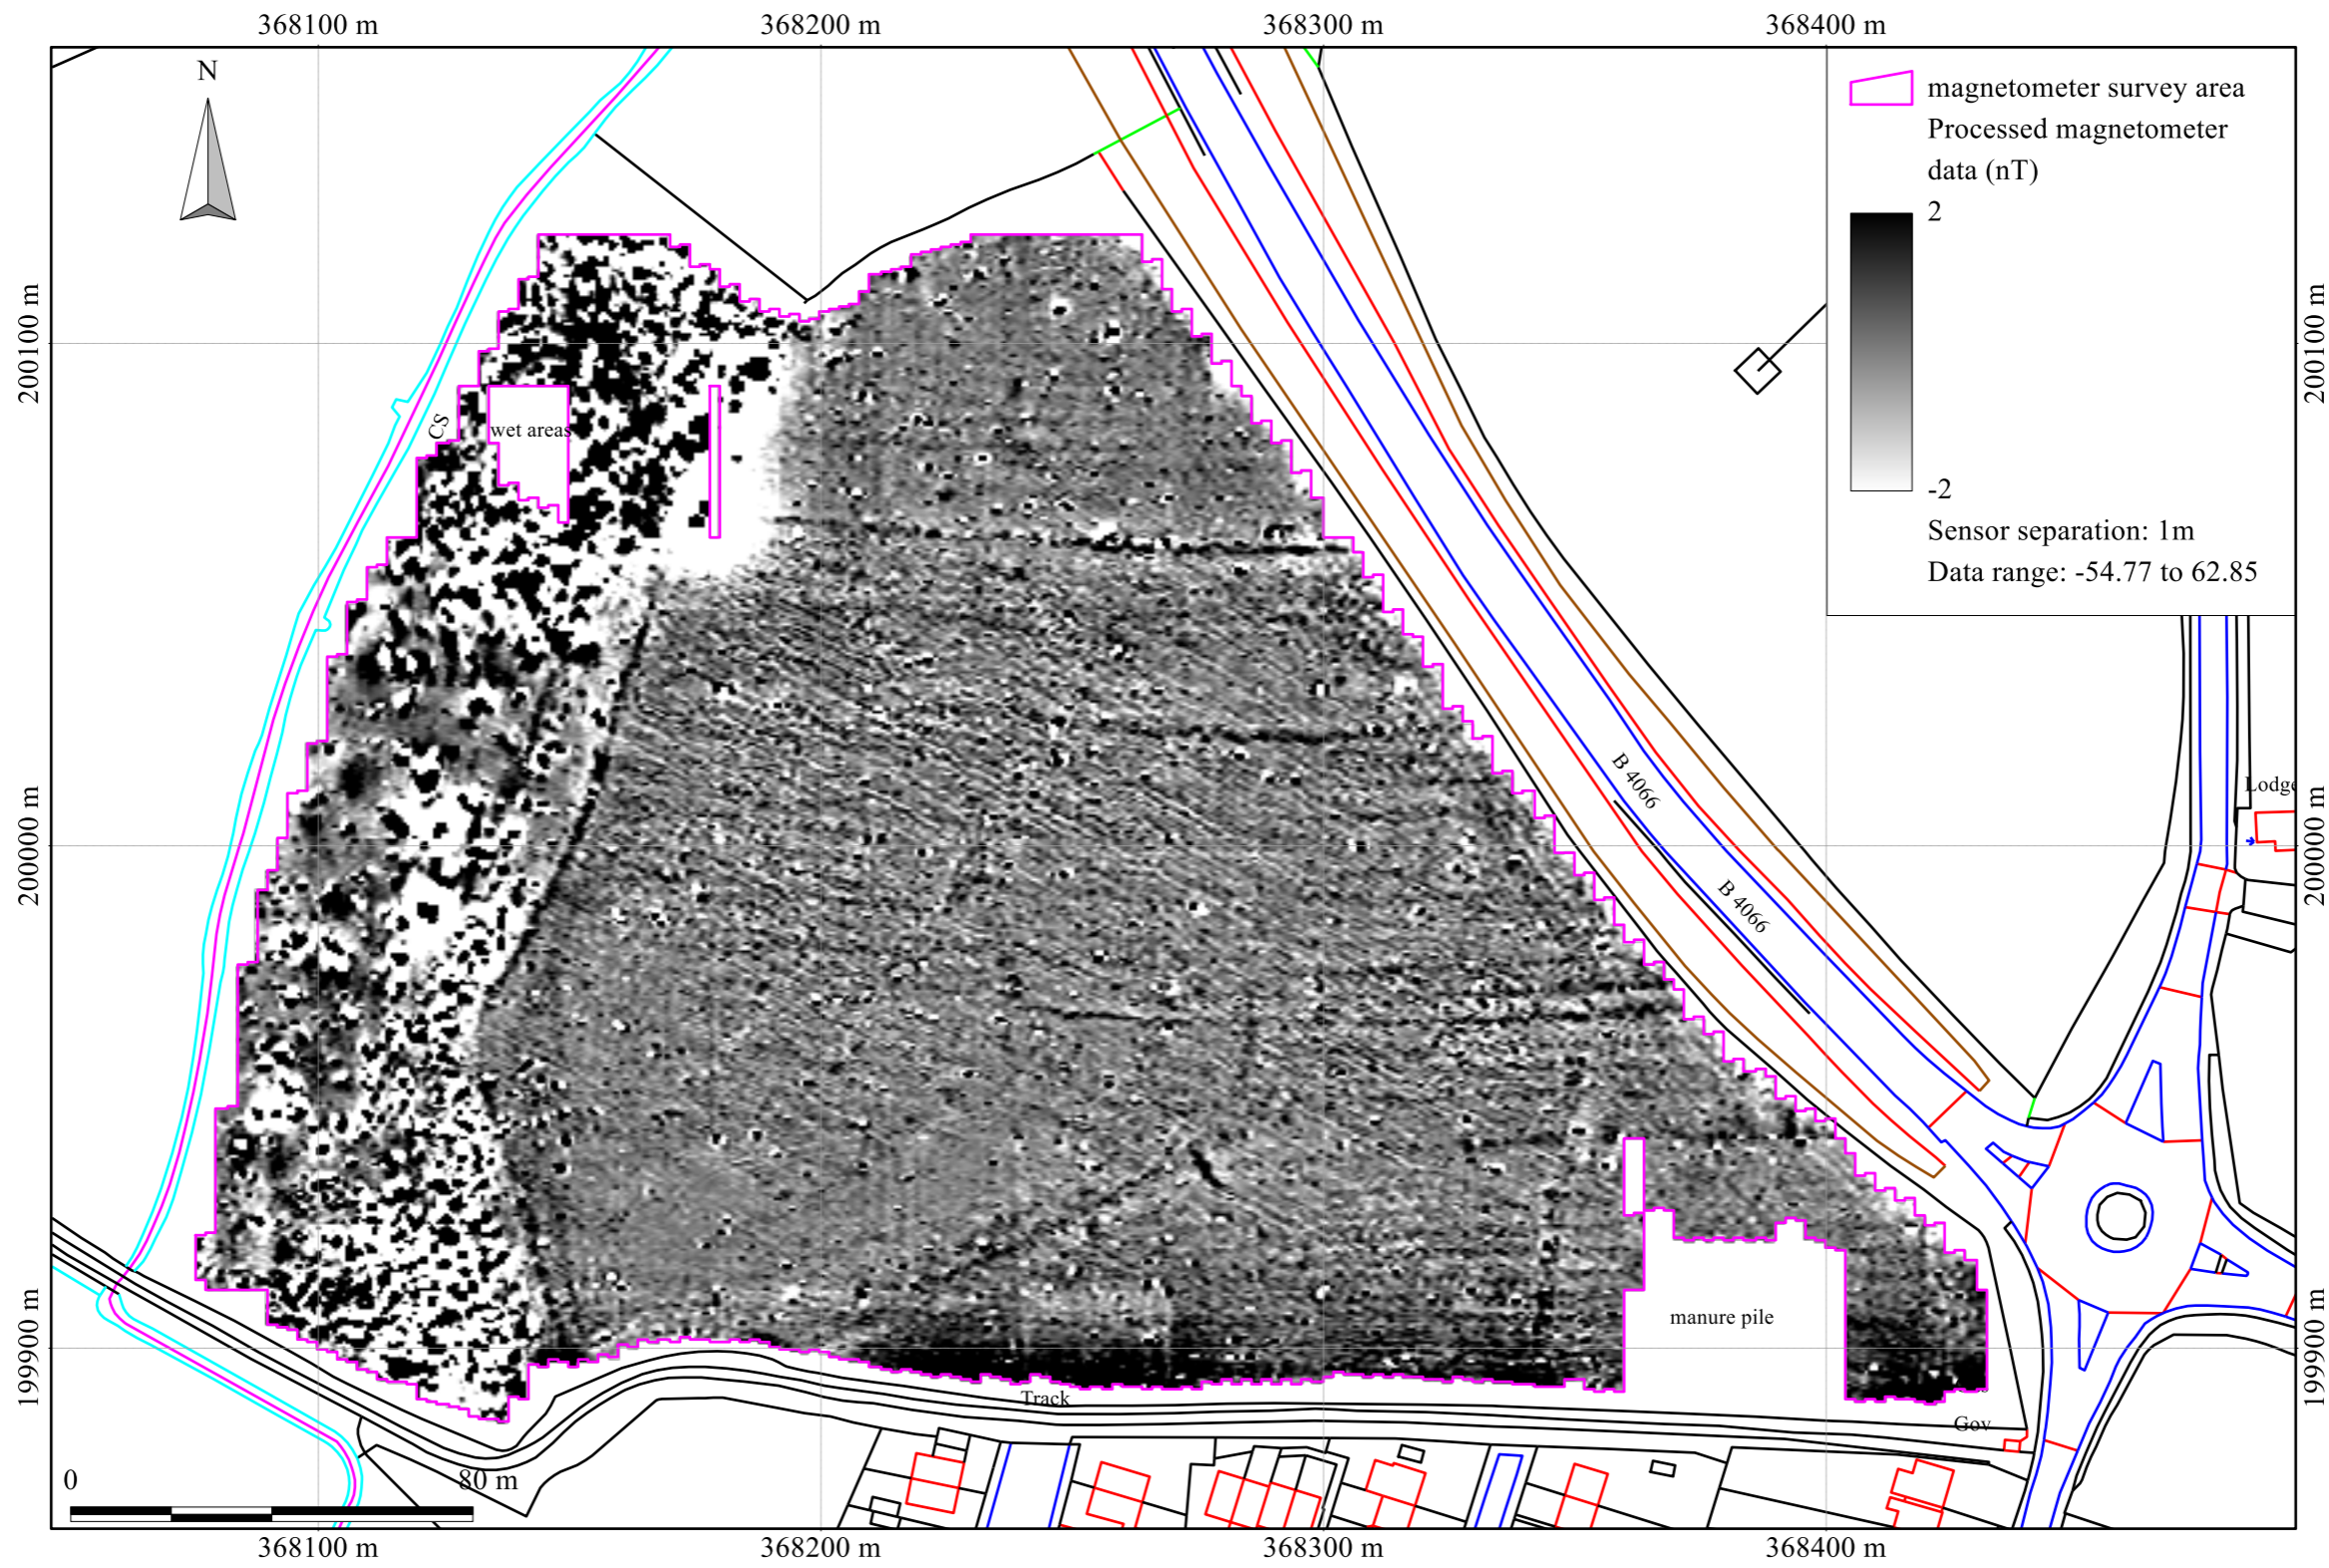 368100 m
368200 m
368300 m
368400 m
N
magnetometer survey area
Processed magnetometer
data (nT)
2
-2
Sensor separation: 1m
Data range: -54.77 to 62.85
200100 m
200100 m
CS
wet areas
B 4066
B 4066
Lodge
200000 m
200000 m
manure pile
199900 m
199900 m
Track
Gov
0
80 m
368100 m
368200 m
368300 m
368400 m